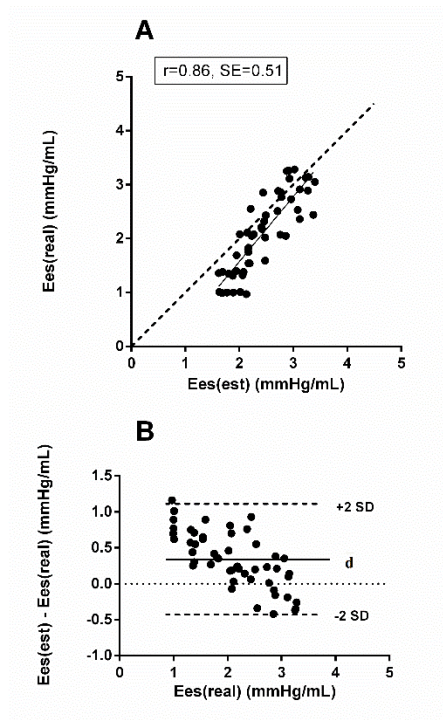 A
r=0.86, SE=0.51
5
4
3
2
1
0
Ees(real) (mmHg/mL)
0 1 2 3 4 5
Ees(est) (mmHg/mL)
B
1.5
1.0
0.5
0.0
-0.5
-1.0
Ees(est) - Ees(real) (mmHg/mL)
+2 SD
d
-2 SD
0 1 2 3 4 5
Ees(real) (mmHg/mL)